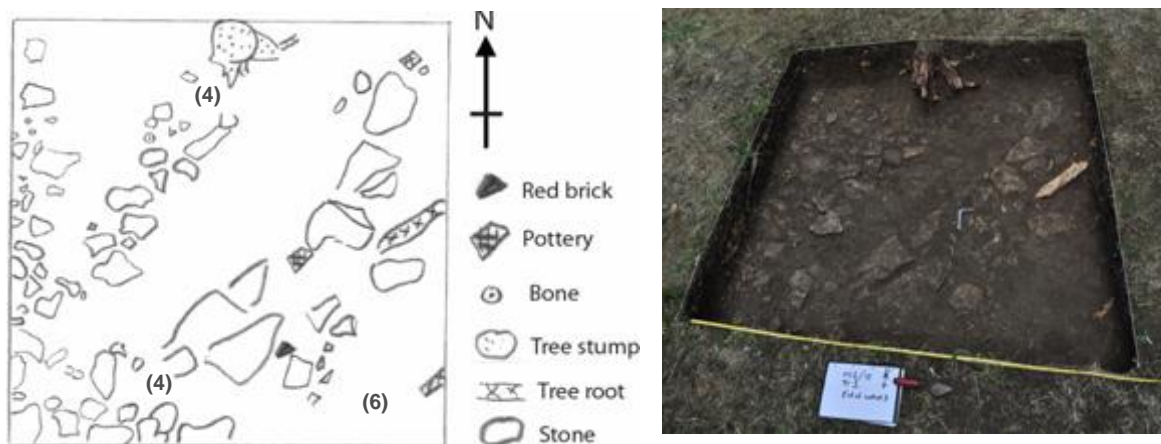 N
(4)
Red brick
Pottery
Bone
Tree stump
Tree root
(4)
(6)
Stone